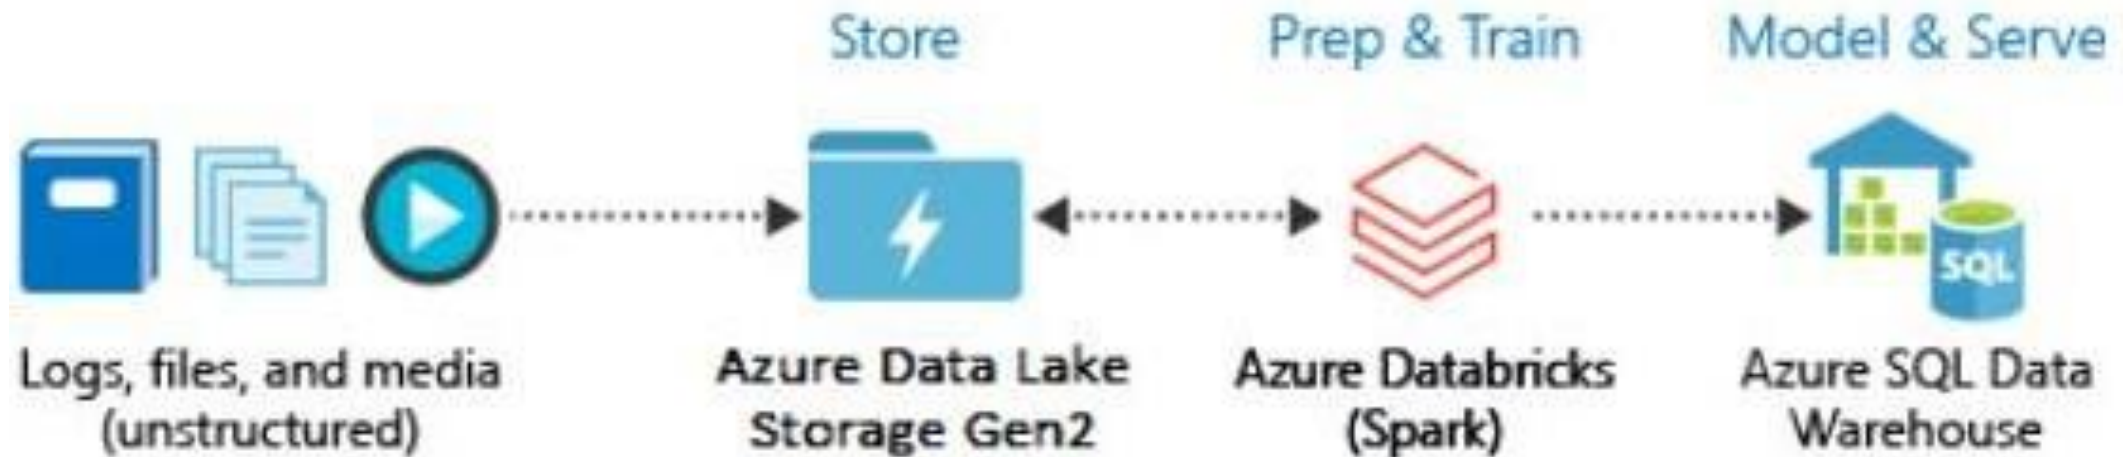 Store
Prep & Train
Model & Serve
SQL
Logs, files, and media
(unstructured)
Azure Data Lake
Storage Gen2
Azure Databricks
(Spark)
Azure SQL Data
Warehouse